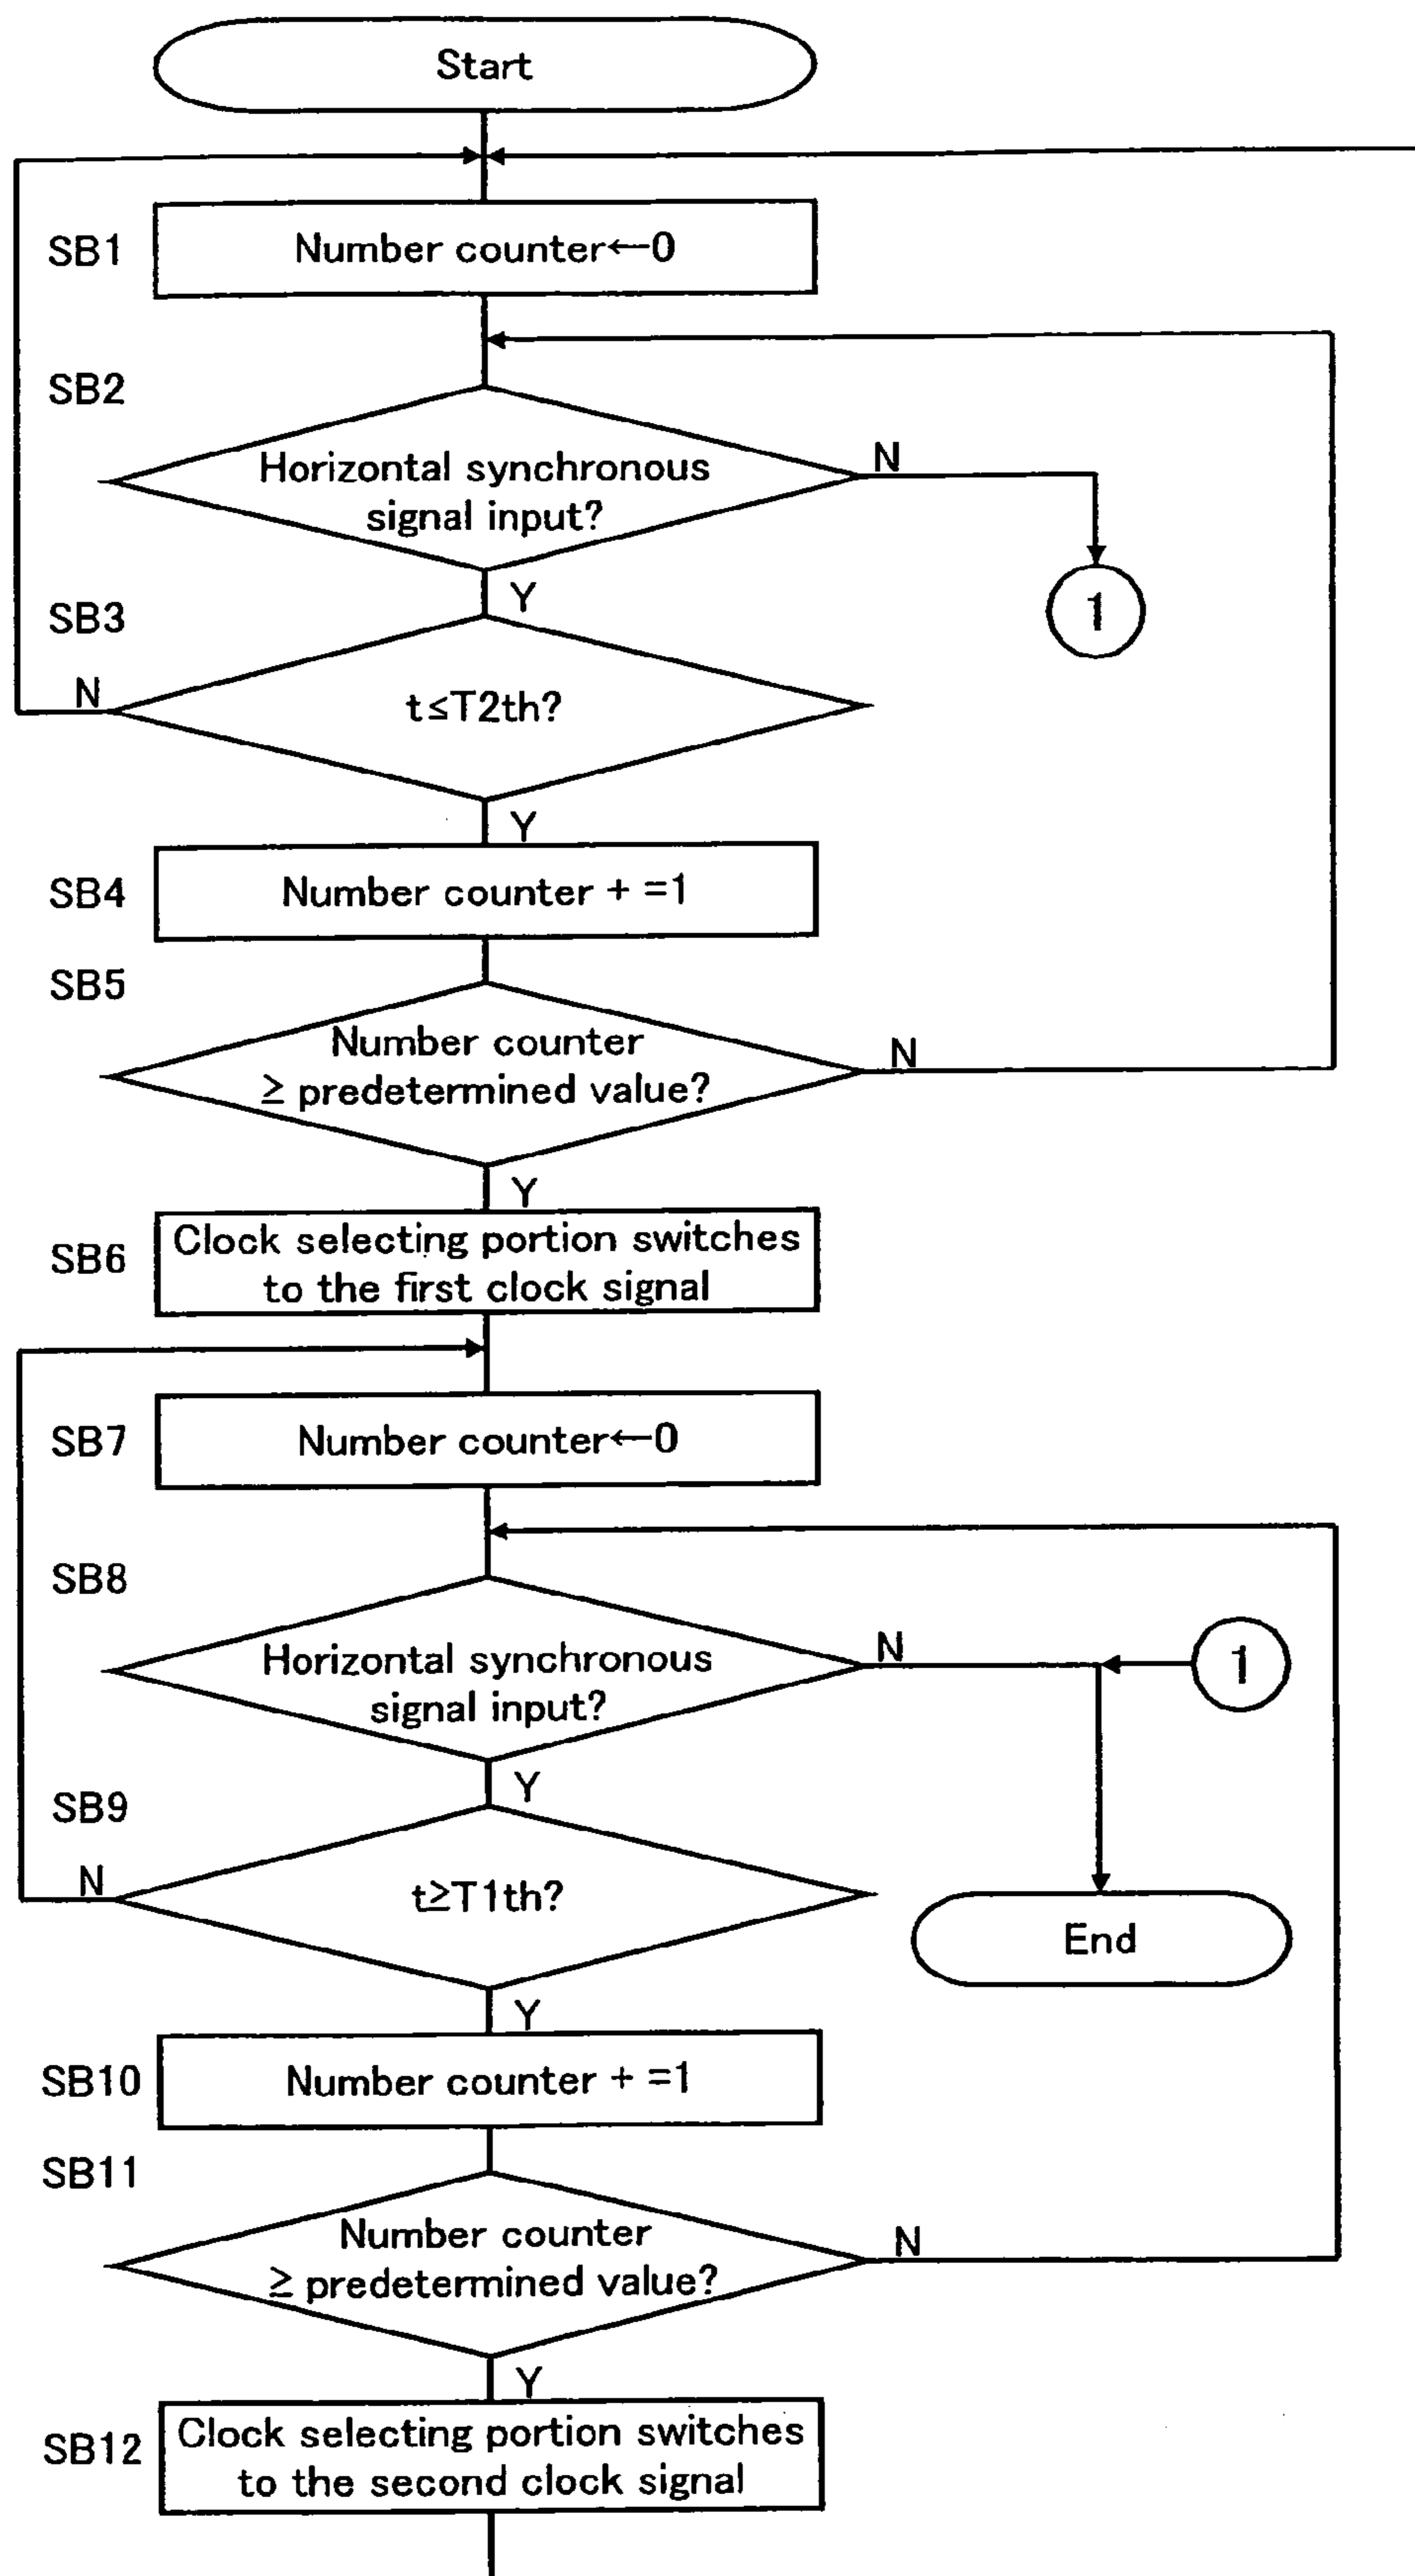 Start
SB1
Number counter←0
SB2
Horizontal synchronous
signal input?
N
1
Y
SB3
t≤T2th?
N
Y
SB4
Number counter + =1
SB5
Number counter
≥ predetermined value?
N
Y
SB6
Clock selecting portion switches
to the first clock signal
SB7
Number counter←0
SB8
Horizontal synchronous
signal input?
N
1
Y
SB9
t≥T1th?
N
End
Y
SB10
Number counter + =1
SB11
Number counter
≥ predetermined value?
N
Y
SB12
Clock selecting portion switches
to the second clock signal